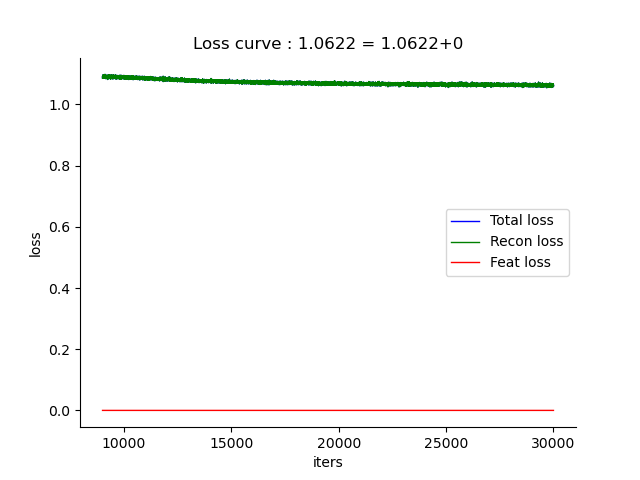 Loss curve : 1.0622 = 1.0622+0
loss
1.0
0.8
0.6
0.4
0.2
0.0
Total loss
Recon loss
Feat loss
10000 15000 20000 25000 30000
iters